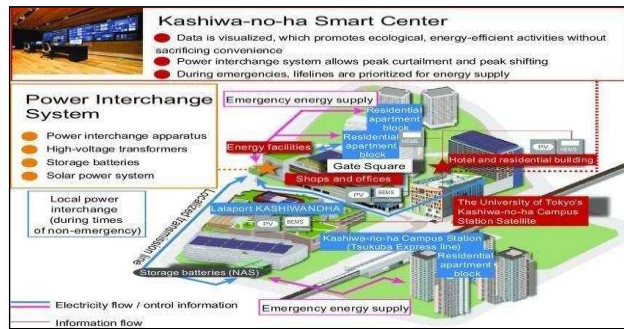 Kashiwa-no-ha Smart Center
Data is visualized, which promotes ecological, energy-efficient activities without
sacrificing convenience
Power interchange system allows peak curtailment and peak shifting
During emergencies, lifelines are prioritized for energy supply
Power Interchange
System
Power interchange apparatus
High-voltage transformers
Storage batteries
Solar power system
Local power
interchange
(during times
of non-emergency)
Emergency energy supply
Residential
apartment
block
Residential
apartment
block
HEMS
Energy facilities
Gate Square
Shops and offices
PV
HEMS
Hotel and residential building
PV
BEMS
The University of Tokyo's
Kashiwa-no-ha Campus
Station Satellite
Localized transmission
line
Lalaport KASHIWANOHA
PV
BEMS
Kashiwa-no-ha Campus Station
(Tsukuba Express line)
Residential
apartment
block
Storage batteries (NAS)
Emergency energy supply
Electricity flow / ontrol information
Information flow